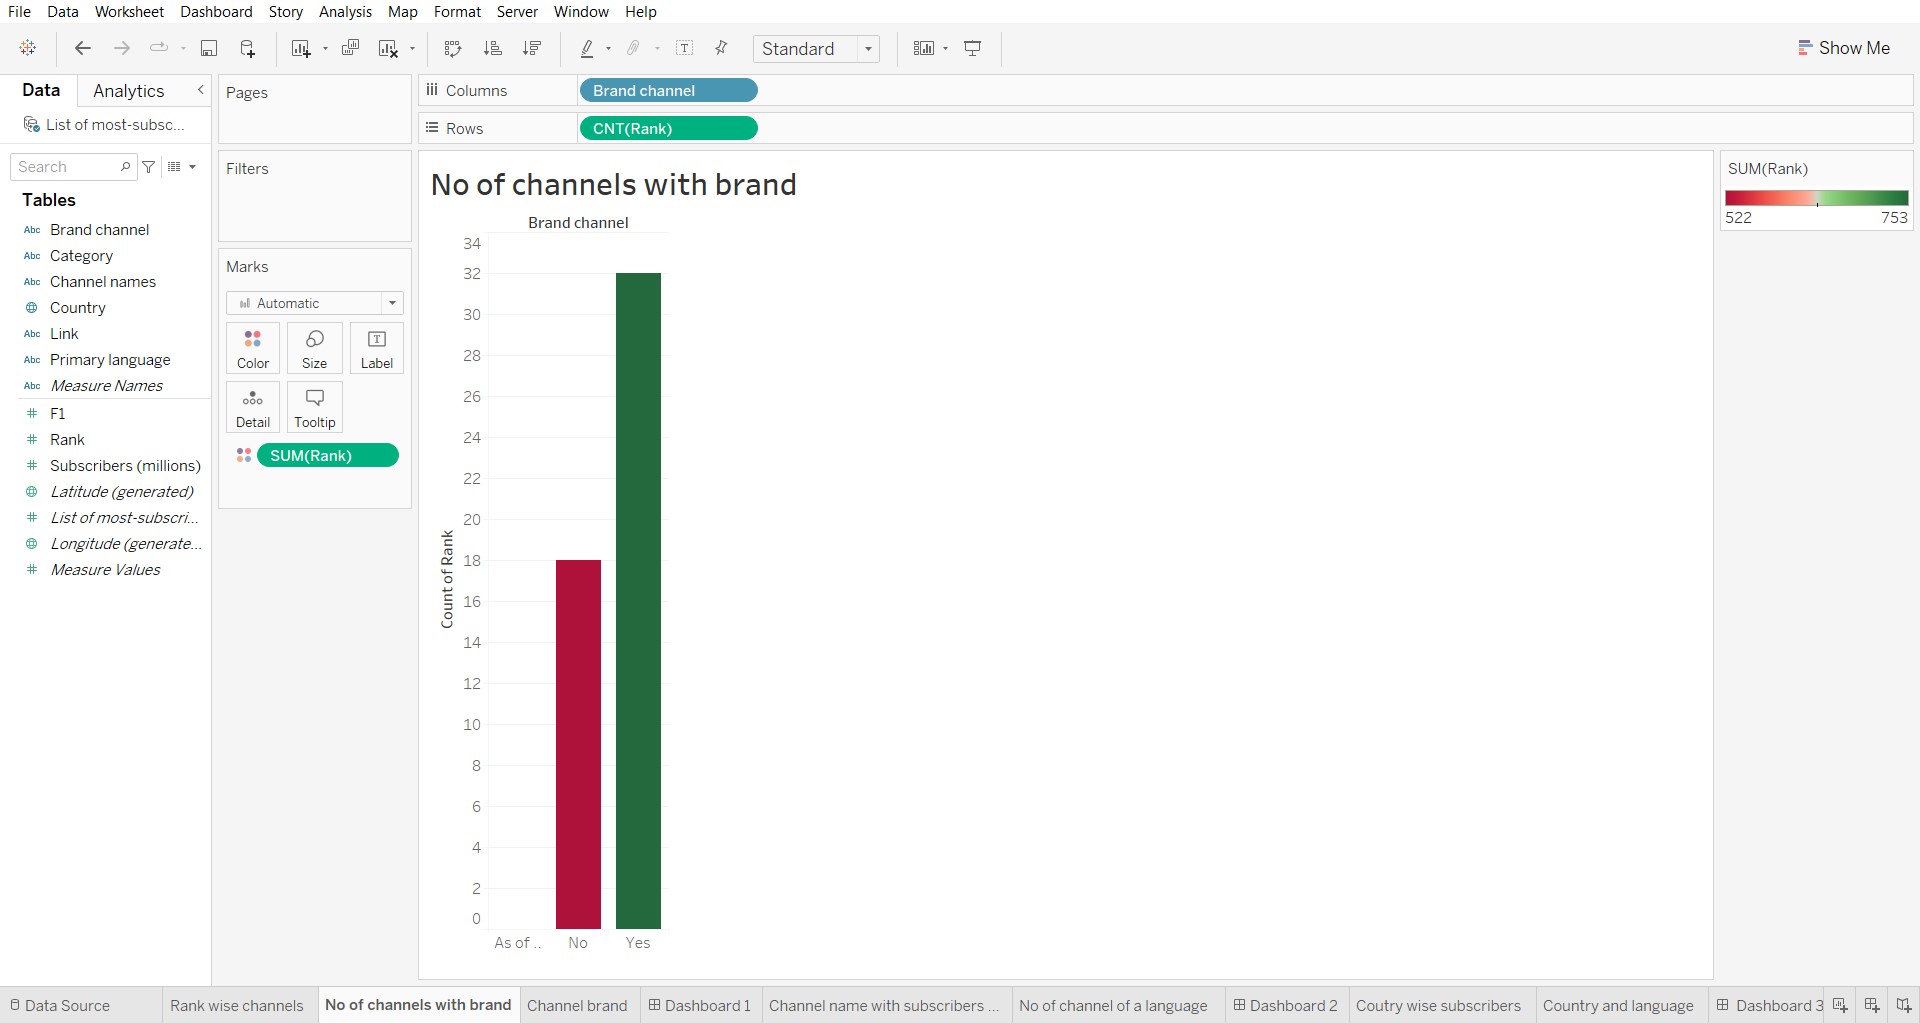 File Data Worksheet Dashboard Story Analysis Map Format Server Window Help
Standard
Show Me
Data Analytics
List of most-subsc...
Search
Tables
Abc Brand channel
Abc Category
Abc Channel names
Country
Abc Link
Abc Primary language
Abc Measure Names
F1
Rank
Subscribers (millions)
Latitude (generated)
List of most-subscri...
Longitude (generate...
Measure Values
Pages
Filters
Marks
Automatic
Color Size Label
Detail Tooltip
SUM(Rank)
Columns Brand channel
Rows CNT(Rank)
No of channels with brand
Brand channel
34
32
30
28
26
24
22
20
18
16
14
12
10
8
6
4
2
0
Count of Rank
As of .. No Yes
SUM(Rank)
522 753
Data Source Rank wise channels No of channels with brand Channel brand Dashboard 1 Channel name with subscribers ... No of channel of a language Dashboard 2 Coutry wise subscribers Country and language Dashboard 3